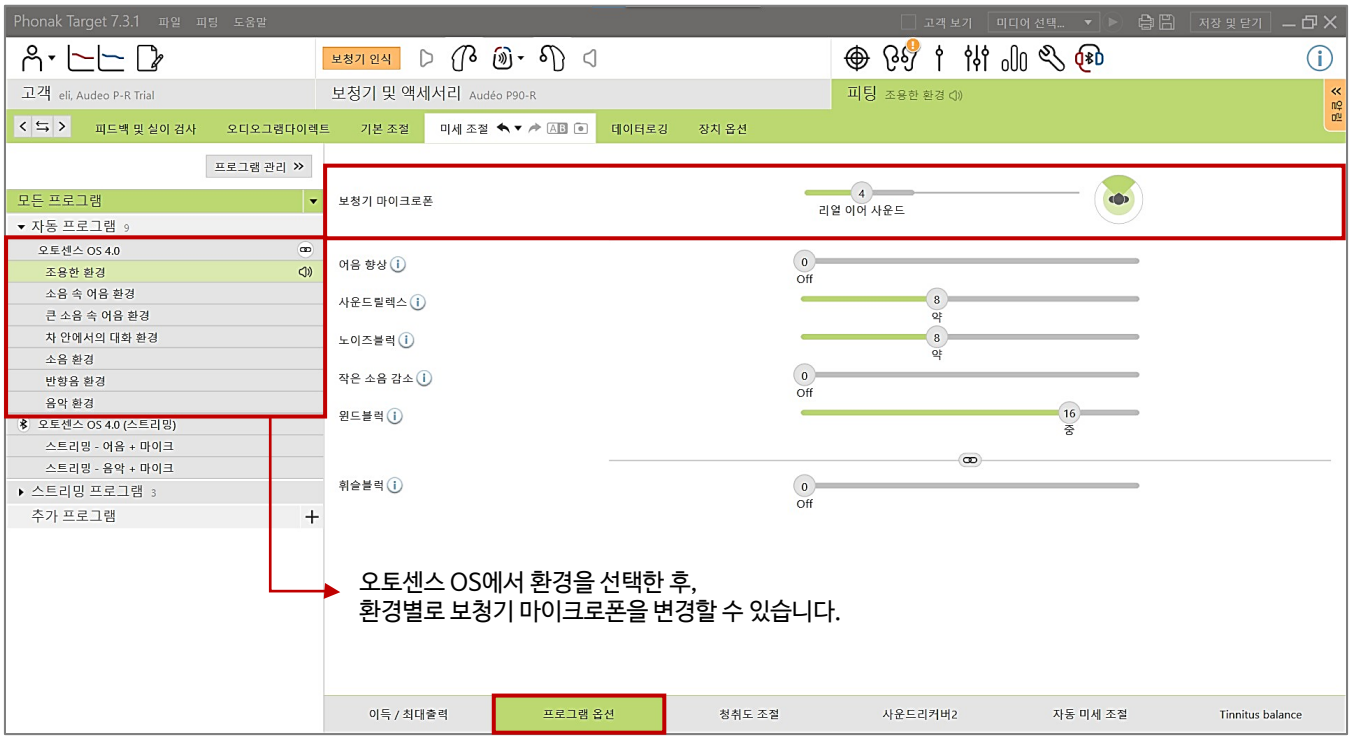 Phonak Target 7.3.1 파일 피팅 도움말 고객 보기 미디어 선택... 저장 및 닫기
보청기 인식
고객 eli, Audeo P-R Trial 보청기 및 액세서리 Audéo P90-R 피팅 조용한 환경
알림
피드백 및 실이 검사 오디오그램다이렉트 기본 조절 미세 조절 AB 데이터로깅 장치 옵션
프로그램 관리
모든 프로그램
자동 프로그램 9
오토센스 OS 4.0
조용한 환경
소음 속 어음 환경
큰 소음 속 어음 환경
차 안에서의 대화 환경
소음 환경
반향음 환경
음악 환경
오토센스 OS 4.0 (스트리밍)
스트리밍 - 어음 + 마이크
스트리밍 - 음악 + 마이크
스트리밍 프로그램 3
추가 프로그램
보청기 마이크로폰 4
리얼 이어 사운드
어음 향상 0
Off
사운드릴렉스 8
약
노이즈블럭 8
약
작은 소음 감소 0
Off
윈드블럭 16
중
휘슬블럭 0
Off
오토센스 OS에서 환경을 선택한 후,
환경별로 보청기 마이크로폰을 변경할 수 있습니다.
이득 / 최대출력 프로그램 옵션 청취도 조절 사운드리커버2 자동 미세 조절 Tinnitus balance